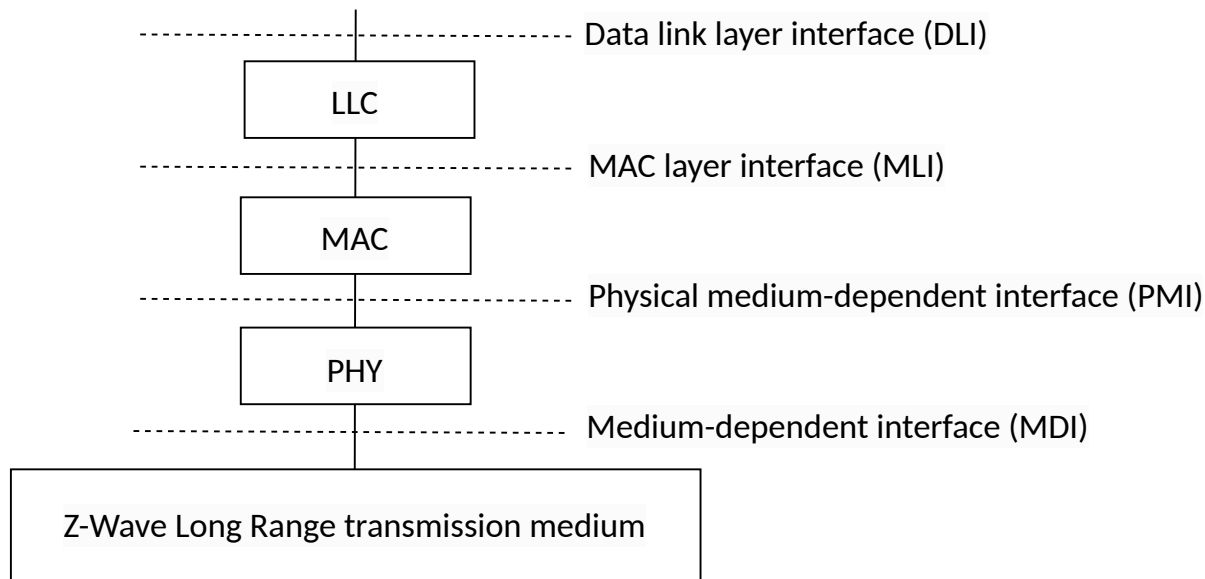 Data link layer interface (DLI)
LLC
MAC layer interface (MLI)
MAC
Physical medium-dependent interface (PMI)
PHY
Medium-dependent interface (MDI)
Z-Wave Long Range transmission medium